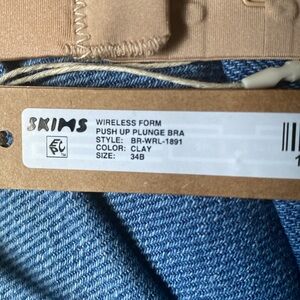 SKIMS
WIRELESS FORM
PUSH UP PLUNGE BRA
STYLE: BR-WRL-1891
COLOR: CLAY
SIZE: 34B